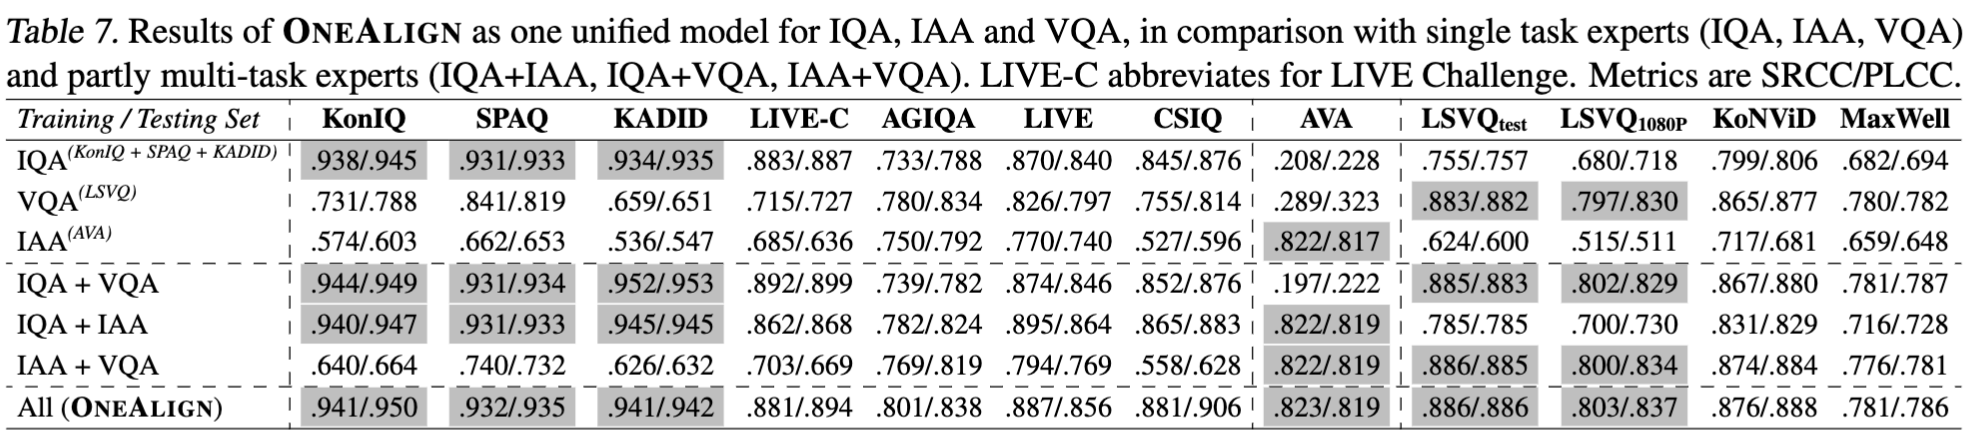 Table 7. Results of ONEALIGN as one unified model for IQA, IAA and VQA, in comparison with single task experts (IQA, IAA, VQA)
and partly multi-task experts (IQA+IAA, IQA+VQA, IAA+VQA). LIVE-C abbreviates for LIVE Challenge. Metrics are SRCC/PLCC.
Training / Testing Set KonIQ SPAQ KADID LIVE-C AGIQA LIVE CSIQ AVA LSVQtest LSVQ1080P KoNViD MaxWell
IQA(KonIQ + SPAQ + KADID) .938/.945 .931/.933 .934/.935 .883/.887 .733/.788 .870/.840 .845/.876 .208/.228 .755/.757 .680/.718 .799/.806 .682/.694
VQA(LSVQ) .731/.788 .841/.819 .659/.651 .715/.727 .780/.834 .826/.797 .755/.814 .289/.323 .883/.882 .797/.830 .865/.877 .780/.782
IAA(AVA) .574/.603 .662/.653 .536/.547 .685/.636 .750/.792 .770/.740 .527/.596 .822/.817 .624/.600 .515/.511 .717/.681 .659/.648
IQA + VQA .944/.949 .931/.934 .952/.953 .892/.899 .739/.782 .874/.846 .852/.876 .197/.222 .885/.883 .802/.829 .867/.880 .781/.787
IQA + IAA .940/.947 .931/.933 .945/.945 .862/.868 .782/.824 .895/.864 .865/.883 .822/.819 .785/.785 .700/.730 .831/.829 .716/.728
IAA + VQA .640/.664 .740/.732 .626/.632 .703/.669 .769/.819 .794/.769 .558/.628 .822/.819 .886/.885 .800/.834 .874/.884 .776/.781
All (ONEALIGN) .941/.950 .932/.935 .941/.942 .881/.894 .801/.838 .887/.856 .881/.906 .823/.819 .886/.886 .803/.837 .876/.888 .781/.786